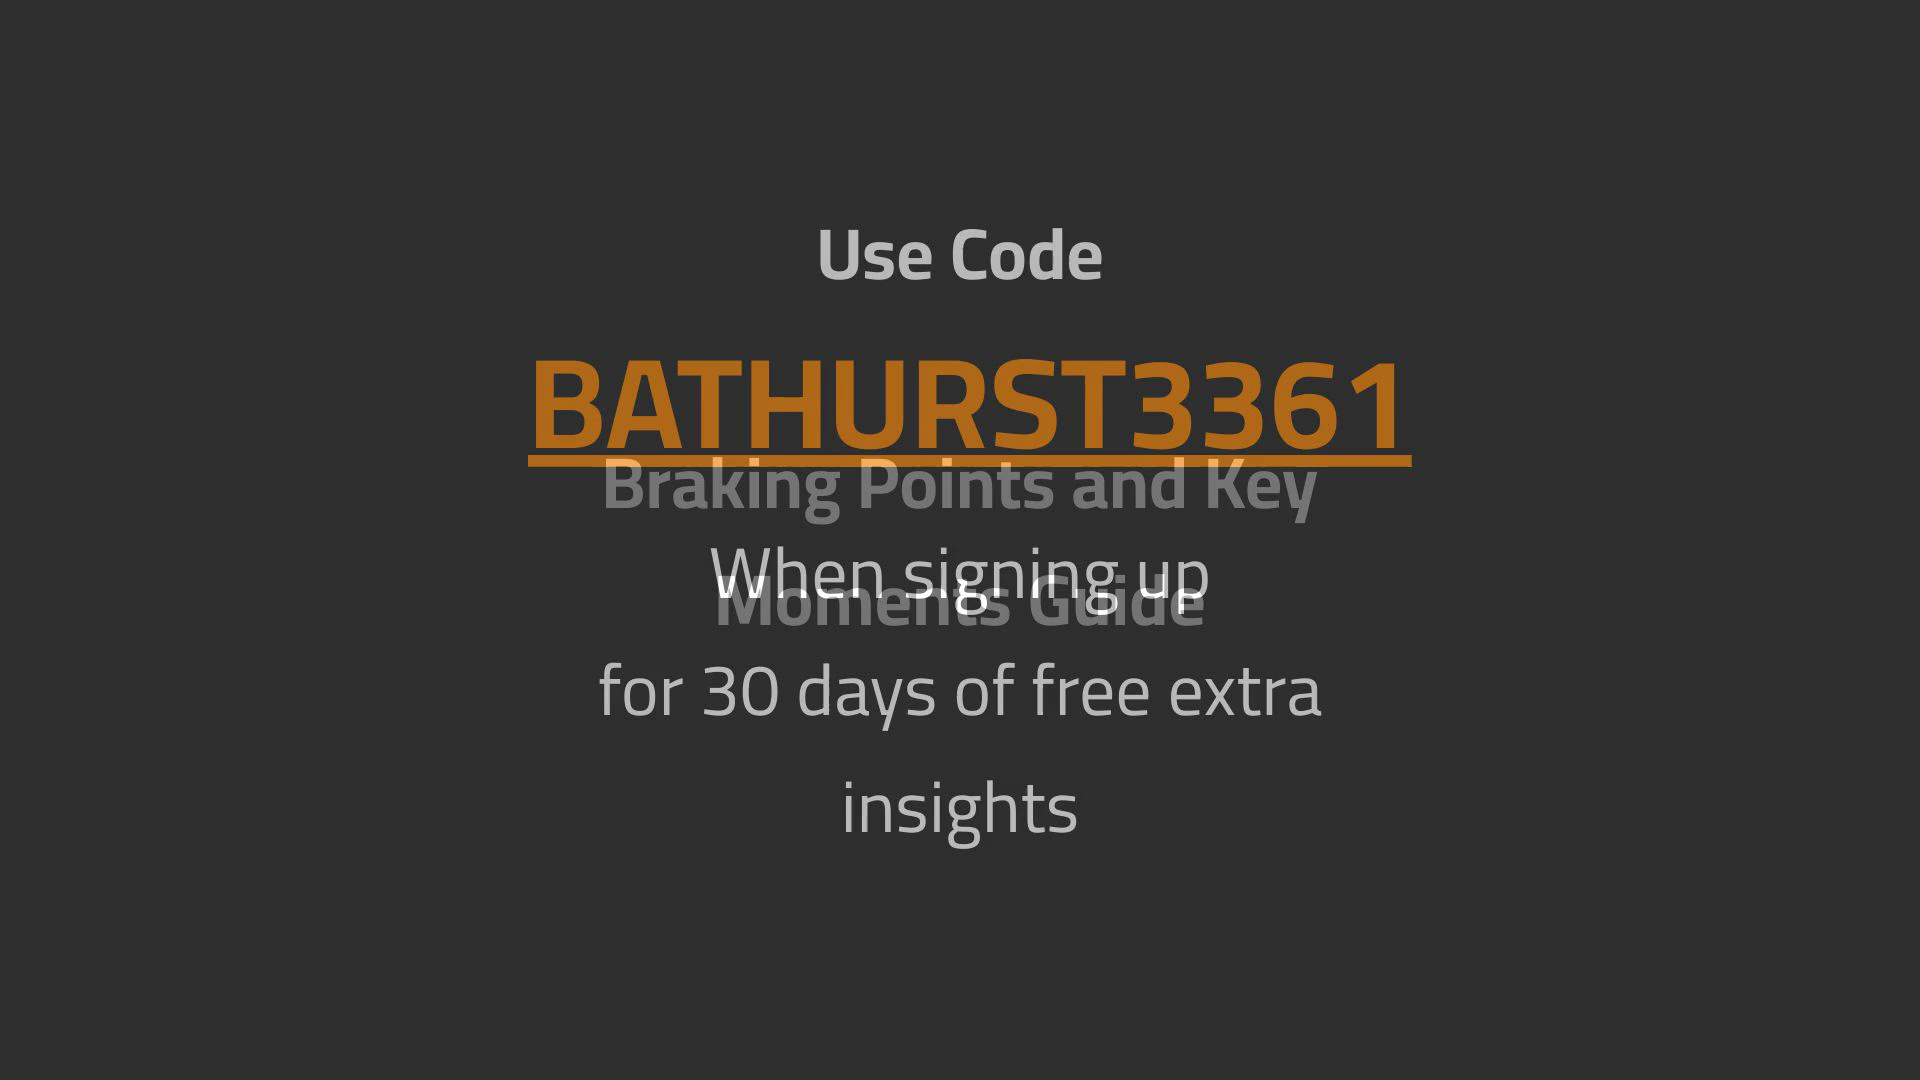 Use Code
BATHURST3361
Braking Points and Key
When signing up
Moments Guide
for 30 days of free extra
insights